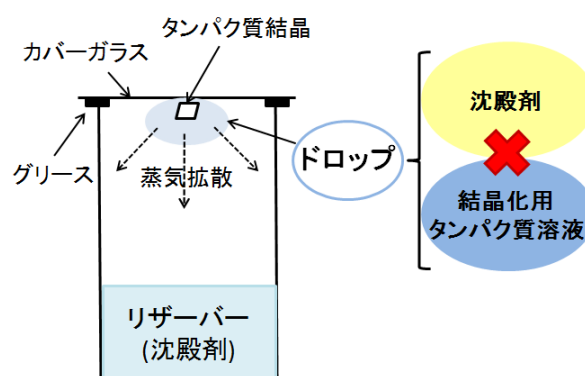 タンパク質結晶
カバーガラス
グリース
蒸気拡散
ドロップ
沈殿剤
結晶化用
タンパク質溶液
リザーバー
(沈殿剤)